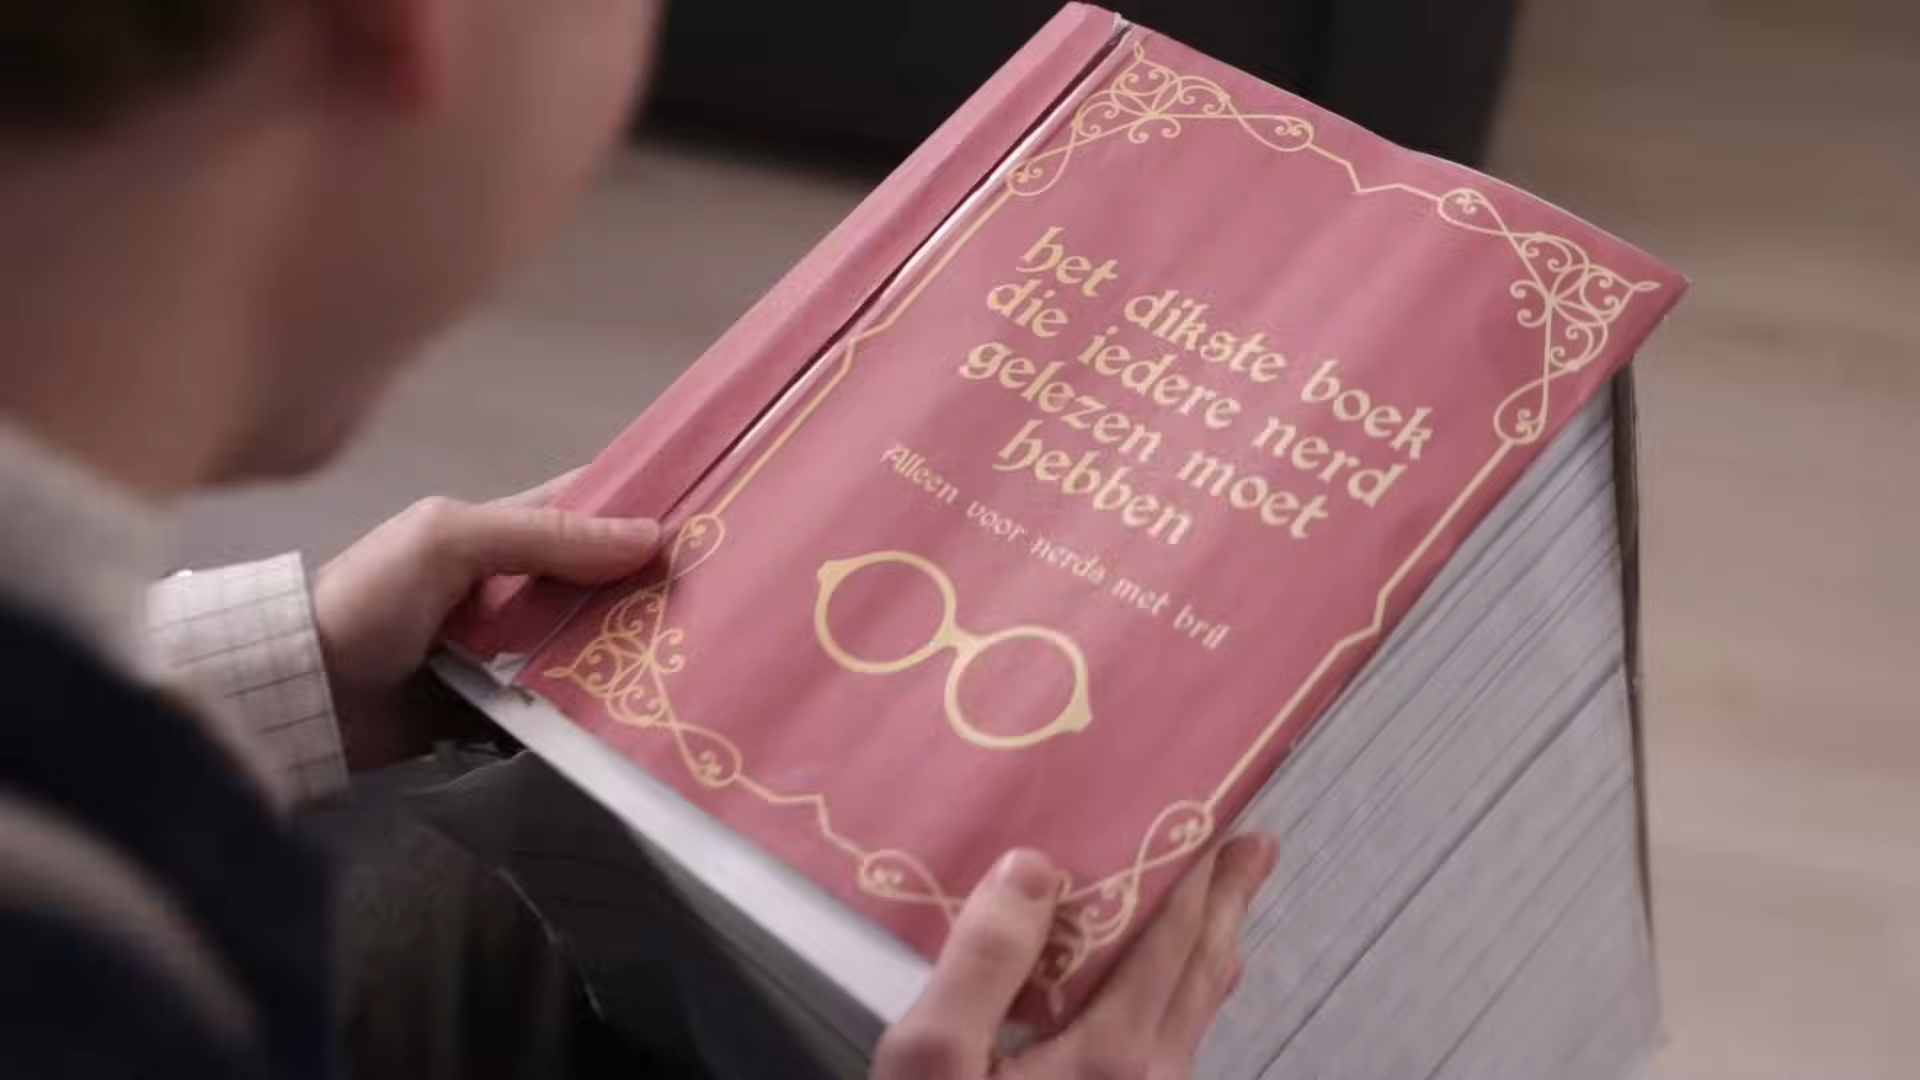 het dikste boek
die iedere nerd
gelezen moet
hebben
Alleen voor nerds met bril